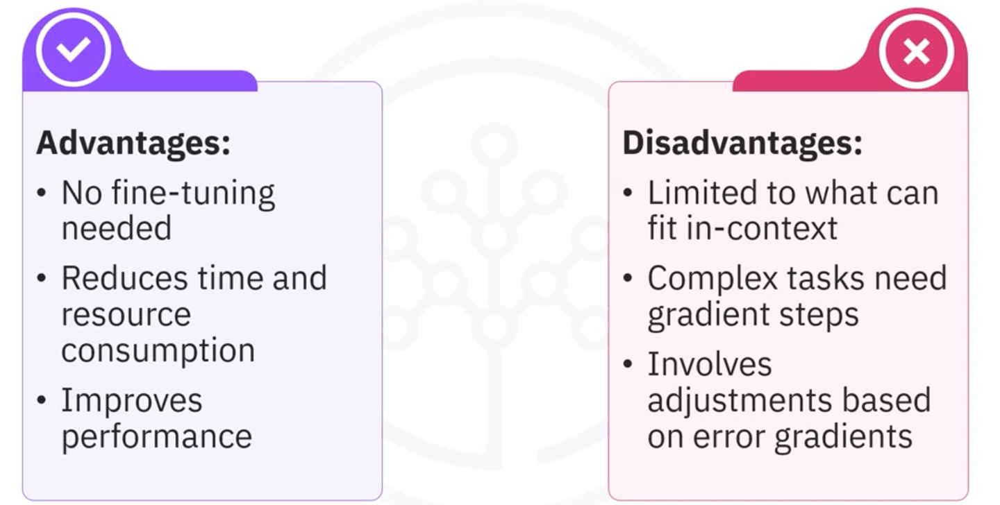 Advantages:
• No fine-tuning
needed
• Reduces time and
resource
consumption
• Improves
performance
Disadvantages:
• Limited to what can
fit in-context
• Complex tasks need
gradient steps
• Involves
adjustments based
on error gradients